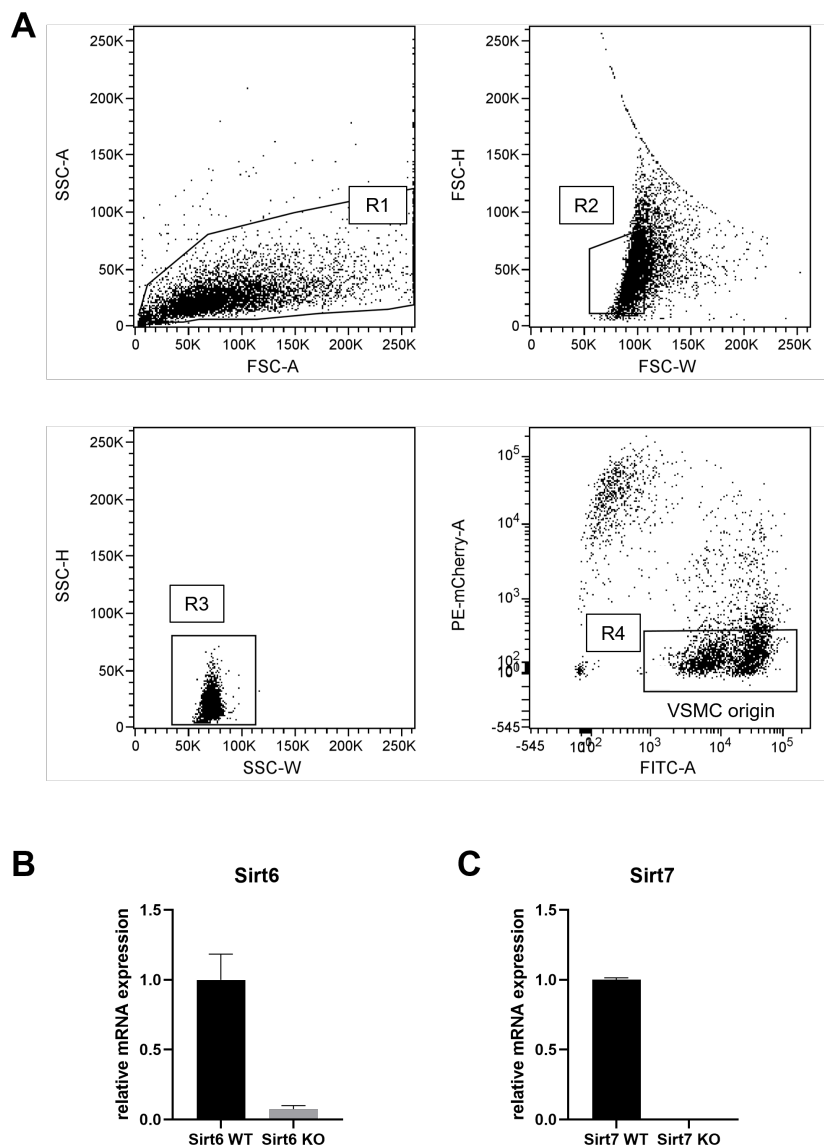 A
250K
200K
150K
100K
50K
0
SSC-A
R1
0 50K 100K 150K 200K 250K
FSC-A
250K
200K
150K
100K
50K
0
FSC-H
R2
0 50K 100K 150K 200K 250K
FSC-W
250K
200K
150K
100K
50K
0
SSC-H
R3
0 50K 100K 150K 200K 250K
SSC-W
10^5
10^4
10^3
10^2
-545
PE-mCherry-A
R4
VSMC origin
-545 10^2 10^3 10^4 10^5
FITC-A
B
Sirt6
1.5
1.0
0.5
0.0
relative mRNA expression
Sirt6 WT Sirt6 KO
C
Sirt7
1.5
1.0
0.5
0.0
relative mRNA expression
Sirt7 WT Sirt7 KO